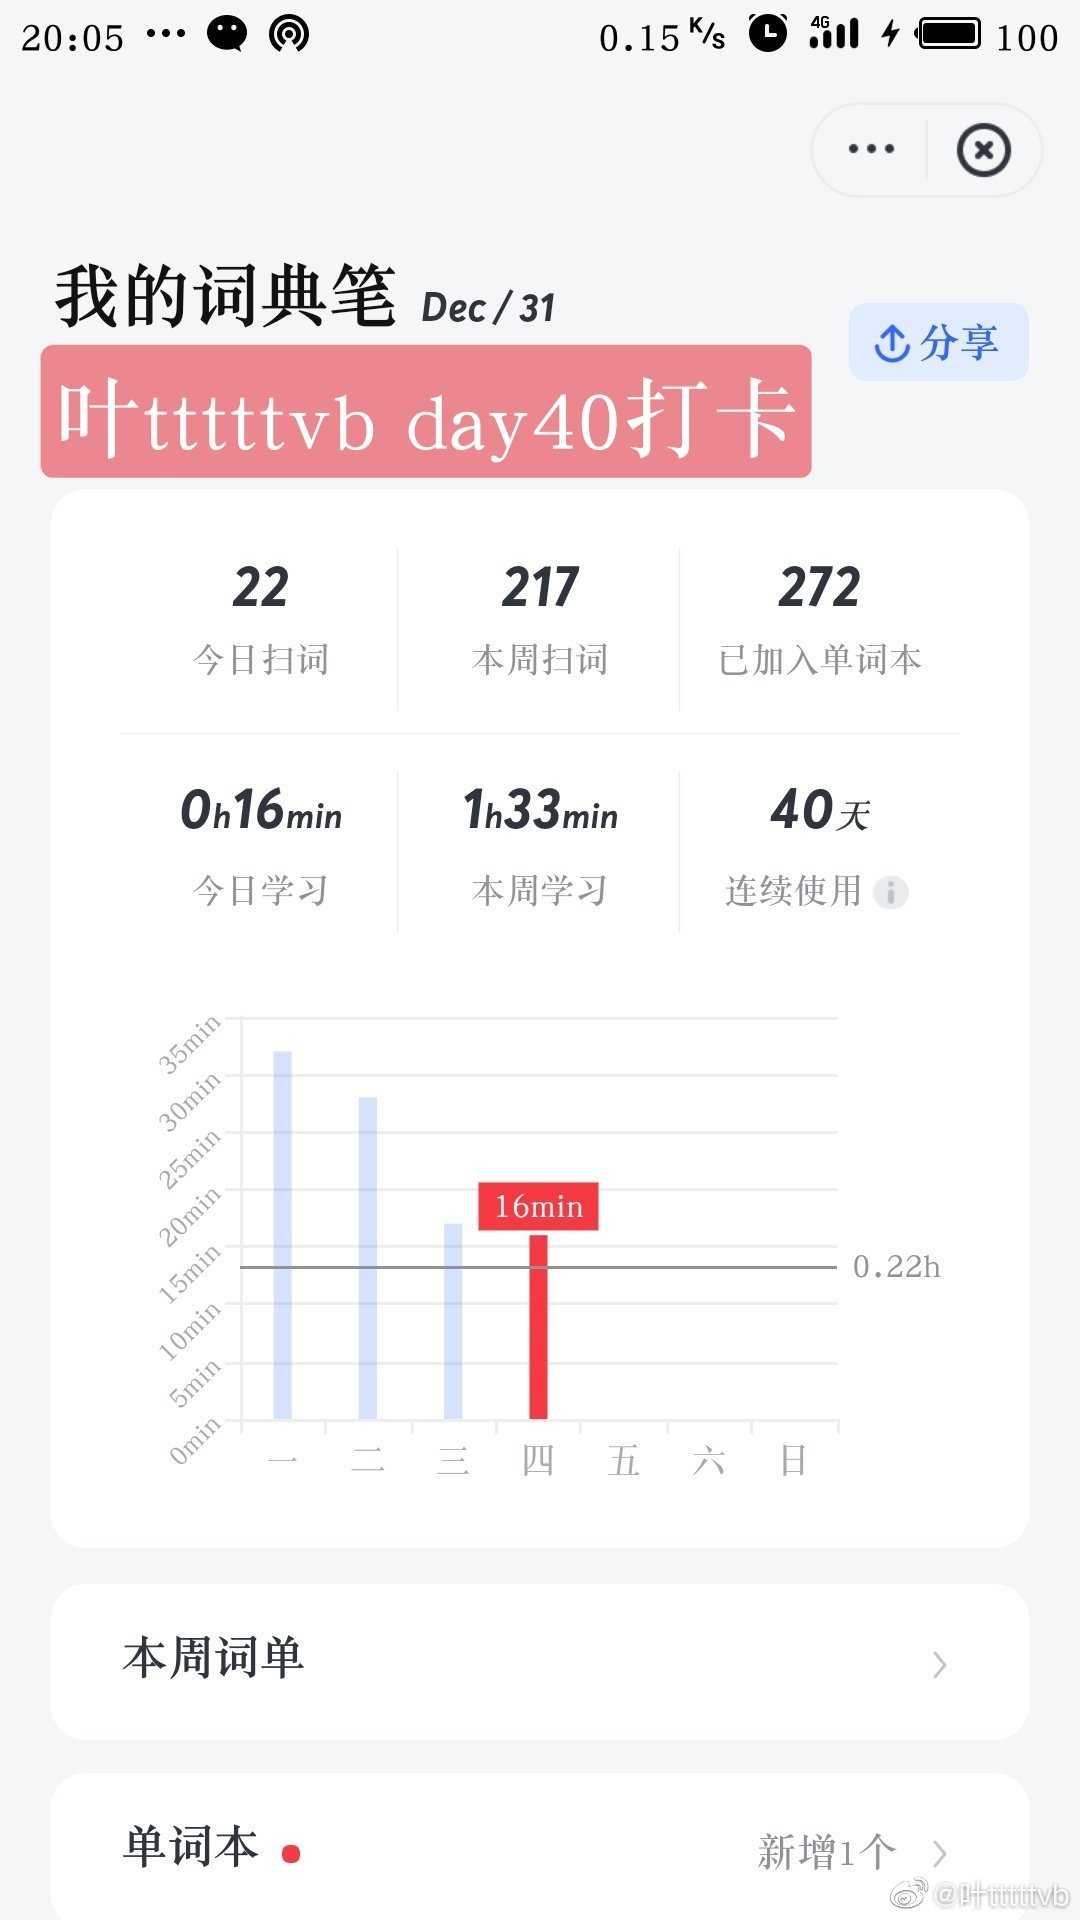 20:05 ••• 0.15 K/s 4G 100
•••
我的词典笔 Dec / 31
分享
叶tttttvb day40打卡
22 217 272
今日扫词 本周扫词 已加入单词本
0h16min 1h33min 40天
今日学习 本周学习 连续使用
35min
30min
25min
20min
16min
15min
0.22h
10min
5min
0min
一 二 三 四 五 六 日
本周词单
单词本 新增1个
@叶tttttvb